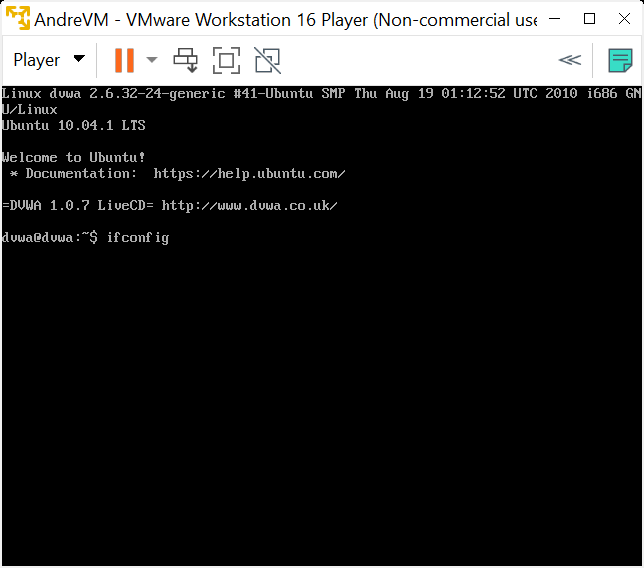 AndreVM - VMware Workstation 16 Player (Non-commercial use
Player
Linux dvwa 2.6.32-24-generic #41-Ubuntu SMP Thu Aug 19 01:12:52 UTC 2010 i686 GN
U/Linux
Ubuntu 10.04.1 LTS
Welcome to Ubuntu!
* Documentation:  https://help.ubuntu.com/
=DVWA 1.0.7 LiveCD= http://www.dvwa.co.uk/
dvwa@dvwa:~$ ifconfig